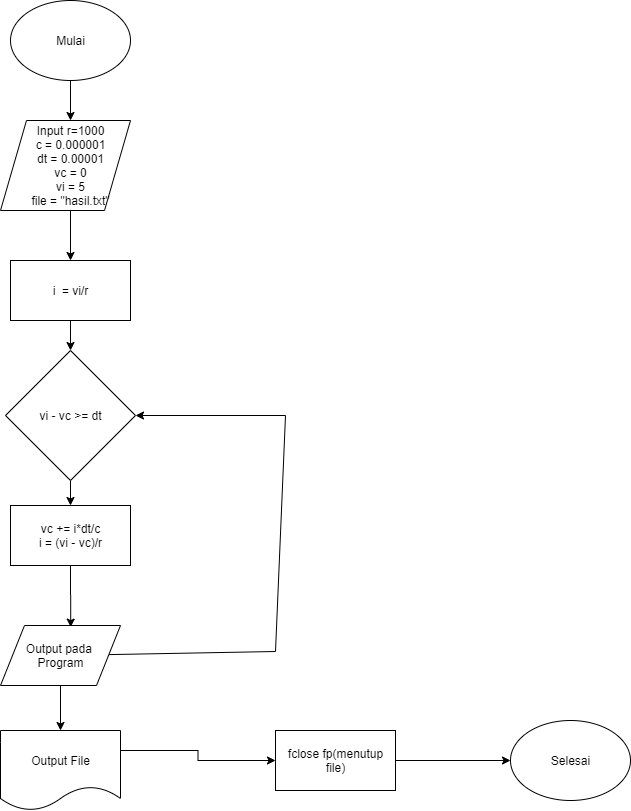 Mulai
Input r=1000
c = 0.000001
dt = 0.00001
vc = 0
vi = 5
file = "hasil.txt"
i = vi/r
vi - vc >= dt
vc += i*dt/c
i = (vi - vc)/r
Output pada
Program
Output File
fclose fp(menutup
file)
Selesai